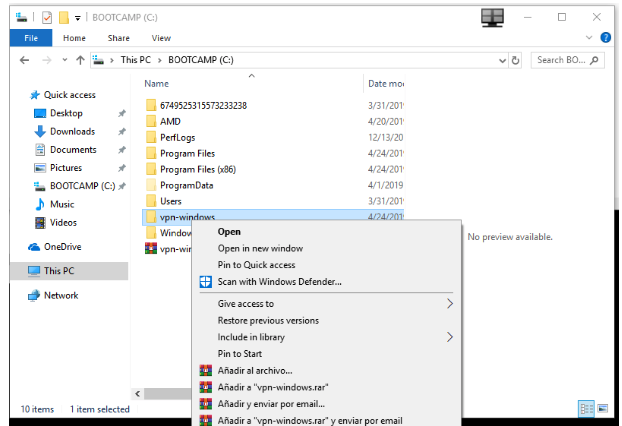 BOOTCAMP (C:)
File Home Share View
This PC > BOOTCAMP (C:) Search BO...
Name Date mo
Quick access
Desktop
Downloads
Documents
Pictures
BOOTCAMP (C:)
Music
Videos
OneDrive
This PC
Network
6749525315573233238 3/31/201
AMD 4/20/201
PerfLogs 12/13/20
Program Files 4/24/201
Program Files (x86) 4/24/201
ProgramData 4/1/2019
Users 3/31/201
vpn-windows 4/24/201
Window
vpn-wir
Open
Open in new window
Pin to Quick access
Scan with Windows Defender...
Give access to
Restore previous versions
Include in library
Pin to Start
Añadir al archivo...
Añadir a "vpn-windows.rar"
Añadir y enviar por email...
Añadir a "vpn-windows.rar" y enviar por email
No preview available.
10 items 1 item selected